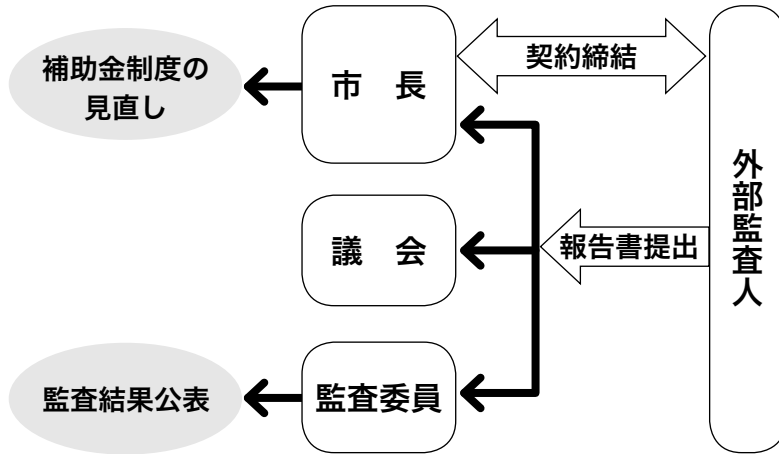 補助金制度の
見直し
市　長
契約締結
議　会
報告書提出
外部監査人
監査結果公表
監査委員